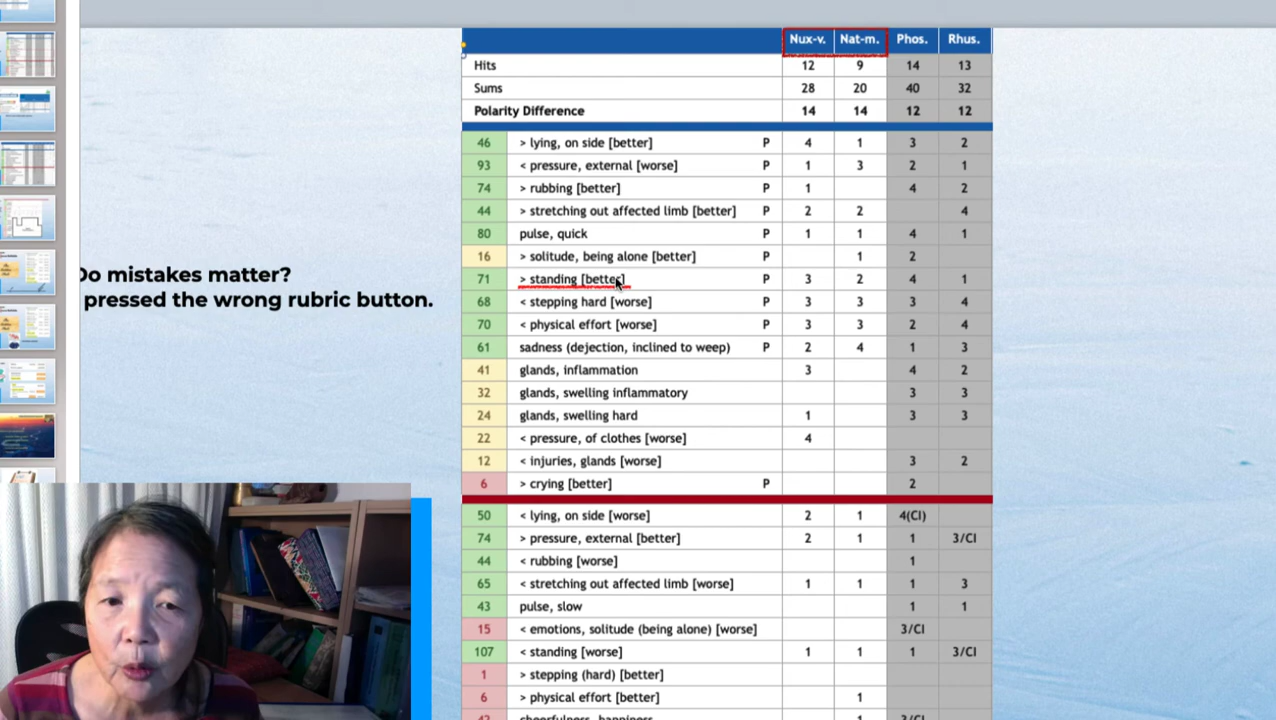 Do mistakes matter?
pressed the wrong rubric button.
Nux-v. Nat-m. Phos. Rhus.
Hits 12 9 14 13
Sums 28 20 40 32
Polarity Difference 14 14 12 12
46 > lying, on side [better] P 4 1 3 2
93 < pressure, external [worse] P 1 3 2 1
74 > rubbing [better] P 1 4 2
44 > stretching out affected limb [better] P 2 2 4
80 pulse, quick P 1 1 4 1
16 > solitude, being alone [better] P 1 2
71 > standing [better] P 3 2 4 1
68 < stepping hard [worse] P 3 3 3 4
70 < physical effort [worse] P 3 3 2 4
61 sadness (dejection, inclined to weep) P 2 4 1 3
41 glands, inflammation 3 4 2
32 glands, swelling inflammatory 3 3
24 glands, swelling hard 1 3 3
22 < pressure, of clothes [worse] 4
12 < injuries, glands [worse] 3 2
6 > crying [better] P 2
50 < lying, on side [worse] 2 1 4(CI)
74 > pressure, external [better] 2 1 1 3/CI
44 < rubbing [worse] 1
65 < stretching out affected limb [worse] 1 1 1 3
43 pulse, slow 1 1
15 < emotions, solitude (being alone) [worse] 3/CI
107 < standing [worse] 1 1 1 3/CI
1 > stepping (hard) [better]
6 > physical effort [better] 1